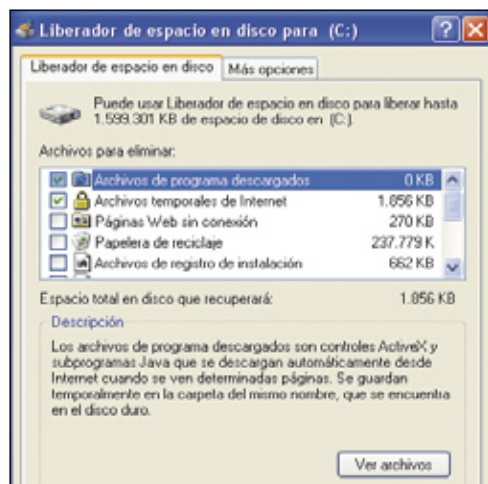 Liberador de espacio en disco para (C:)
Liberador de espacio en disco Más opciones
Puede usar Liberador de espacio en disco para liberar hasta
1.599.301 KB de espacio de disco en (C:).
Archivos para eliminar:
Archivos de programa descargados 0 KB
Archivos temporales de Internet 1.856 KB
Páginas Web sin conexión 270 KB
Papelera de reciclaje 237.779 K
Archivos de registro de instalación 662 KB
Espacio total en disco que recuperará: 1.856 KB
Descripción
Los archivos de programa descargados son controles ActiveX y
subprogramas Java que se descargan automáticamente desde
Internet cuando se ven determinadas páginas. Se guardan
temporalmente en la carpeta del mismo nombre, que se encuentra
en el disco duro.
Ver archivos